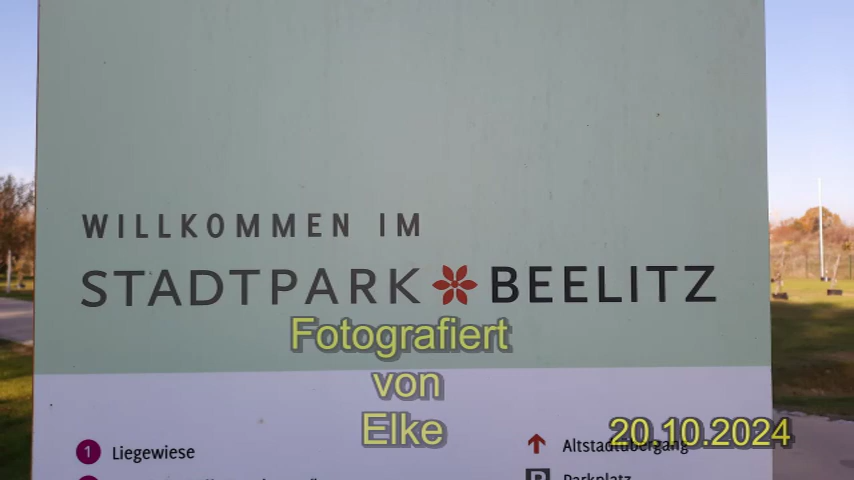 WILLKOMMEN IM
STADTPARK BEELITZ
Fotografiert
von
Elke
20.10.2024
1 Liegewiese
Altstadtübergang
P Parkplatz